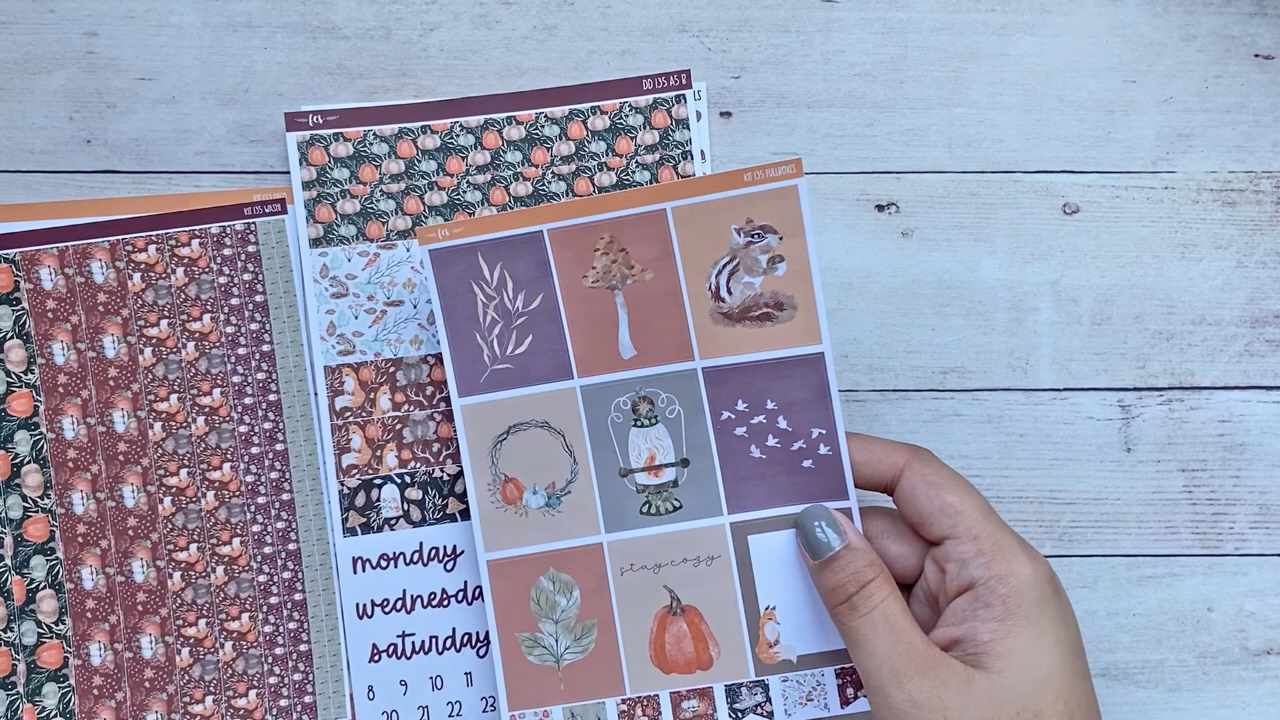 DD 135 A5 B
fcs
LS
KIT 135 FULLBOXES
fcs
KIT 135 WASHI
stay cozy
monday
wednesda
saturday
8 9 10 11
20 21 22 23